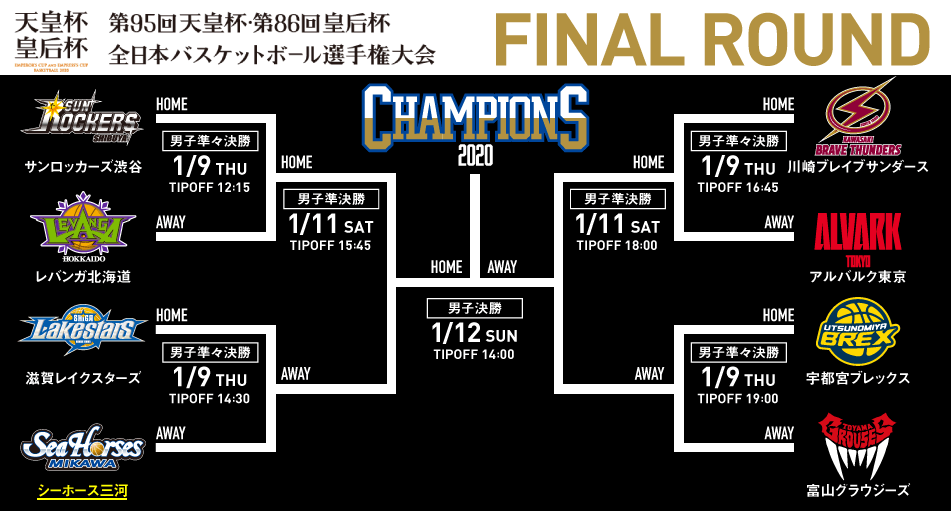 天皇杯
皇后杯
EMPEROR'S CUP AND EMPRESS'S CUP
BASKETBALL 2020
第95回天皇杯・第86回皇后杯
全日本バスケットボール選手権大会
FINAL ROUND
CHAMPIONS
2020
SUN
ROCKERS
SHIBUYA
サンロッカーズ渋谷
HOME
男子準々決勝
1/9 THU
TIPOFF 12:15
AWAY
LEVANGA
HOKKAIDO
レバンガ北海道
HOME
男子準決勝
1/11 SAT
TIPOFF 15:45
AWAY
SHIGA
Lakestars
滋賀レイクスターズ
HOME
男子準々決勝
1/9 THU
TIPOFF 14:30
AWAY
SeaHorses
MIKAWA
シーホース三河
HOME
AWAY
男子決勝
1/12 SUN
TIPOFF 14:00
HOME
男子準決勝
1/11 SAT
TIPOFF 18:00
AWAY
HOME
男子準々決勝
1/9 THU
TIPOFF 16:45
AWAY
KAWASAKI
BRAVE THUNDERS
川崎ブレイブサンダース
ALVARK
TOKYO
アルバルク東京
HOME
男子準々決勝
1/9 THU
TIPOFF 19:00
AWAY
UTSUNOMIYA
BREX
宇都宮ブレックス
TOYAMA
GROUSES
富山グラウジーズ